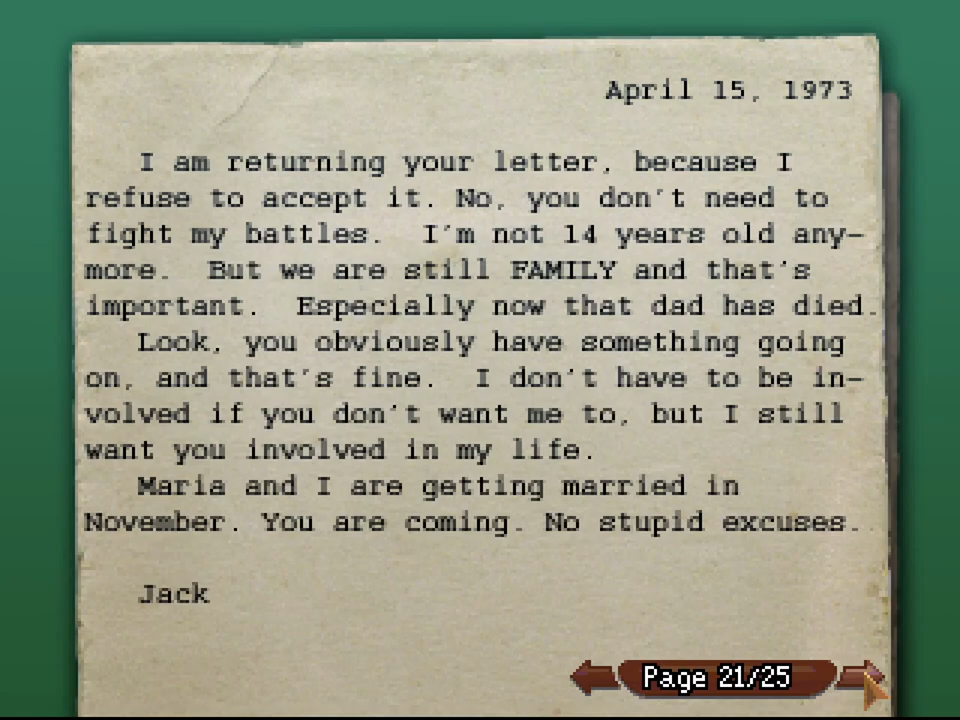 April 15, 1973
I am returning your letter, because I
refuse to accept it. No, you don't need to
fight my battles.  I'm not 14 years old any-
more.  But we are still FAMILY and that's
important.  Especially now that dad has died.
Look, you obviously have something going
on, and that's fine.  I don't have to be in-
volved if you don't want me to, but I still
want you involved in my life.
Maria and I are getting married in
November. You are coming. No stupid excuses.
Jack
Page 21/25